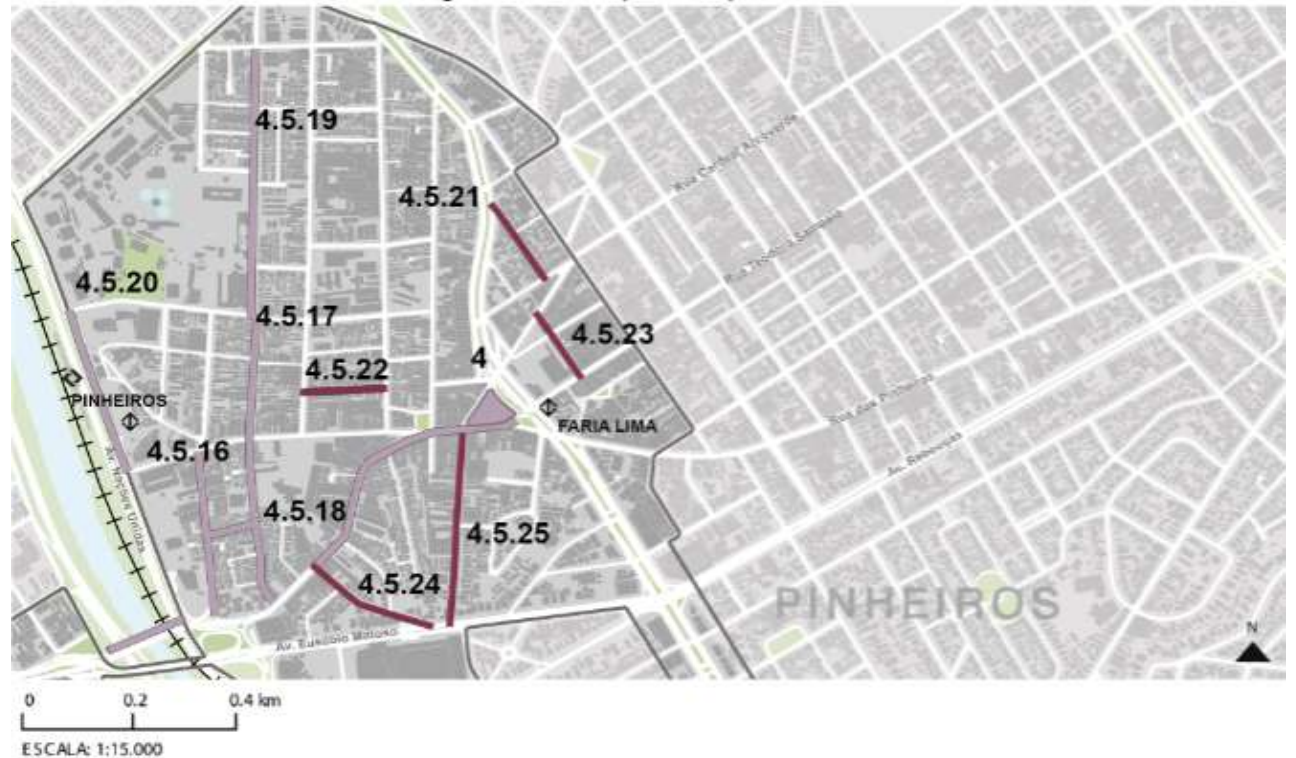 4.5.19
Rua Cardeal Arcoverde
4.5.21
Rua Teodoro Sampaio
4.5.20
4.5.17
4.5.23
4.5.22
4
PINHEIROS
FARIA LIMA
Rua dos Pinheiros
4.5.16
Av. Rebouças
Av. Nações Unidas
4.5.18
4.5.25
4.5.24
PINHEIROS
Av. Eusébio Matoso
N
0 0.2 0.4 km
ESCALA: 1:15.000